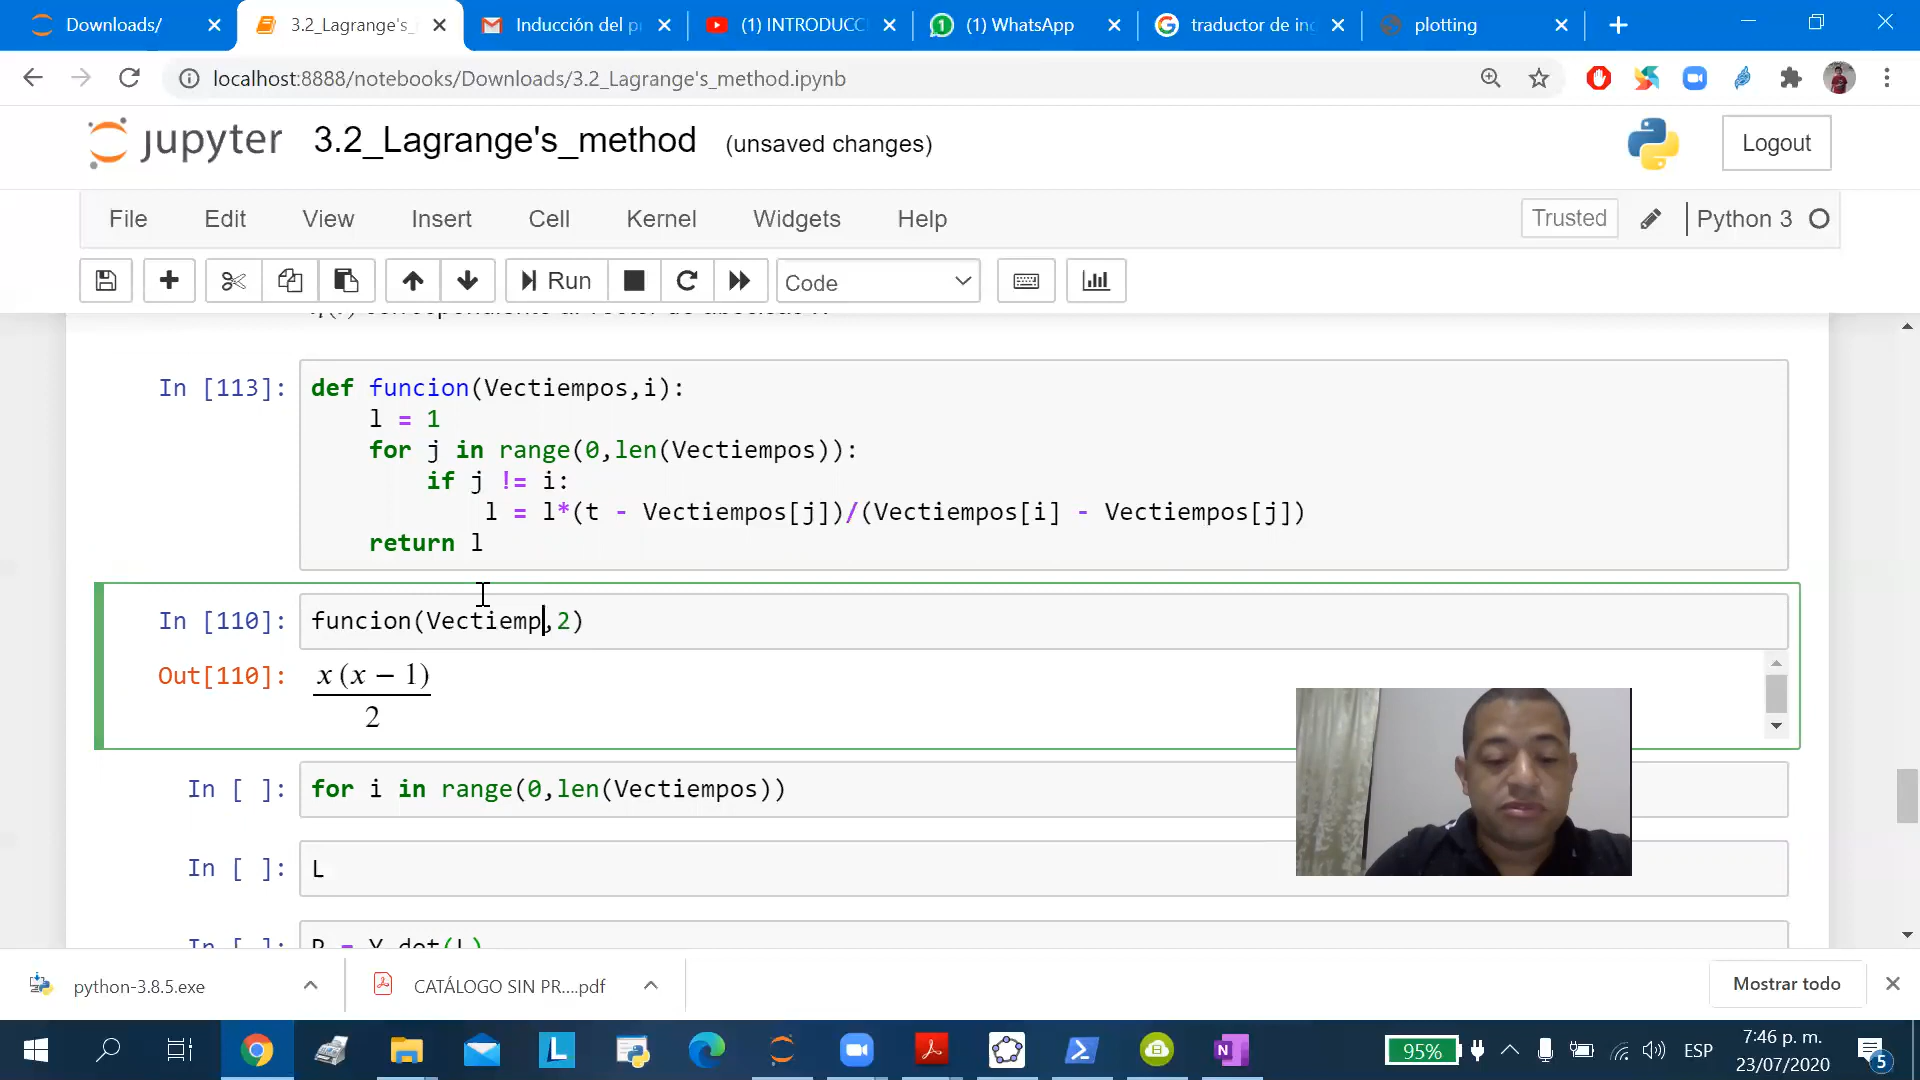 Downloads/
3.2_Lagrange's_
Inducción del p
(1) INTRODUCC
(1) WhatsApp
traductor de in
plotting
localhost:8888/notebooks/Downloads/3.2_Lagrange's_method.ipynb
jupyter 3.2_Lagrange's_method (unsaved changes)
Logout
File Edit View Insert Cell Kernel Widgets Help
Trusted Python 3
Run Code
In [113]: def funcion(Vectiempos,i):
l = 1
for j in range(0,len(Vectiempos)):
if j != i:
l = l*(t - Vectiempos[j])/(Vectiempos[i] - Vectiempos[j])
return l
In [110]: funcion(Vectiemp,2)
Out[110]: x (x − 1)
2
In [ ]: for i in range(0,len(Vectiempos))
In [ ]: L
In [ ]: P = Y.dot(L)
python-3.8.5.exe
CATÁLOGO SIN PR....pdf
Mostrar todo
95%
ESP
7:46 p. m.
23/07/2020
5